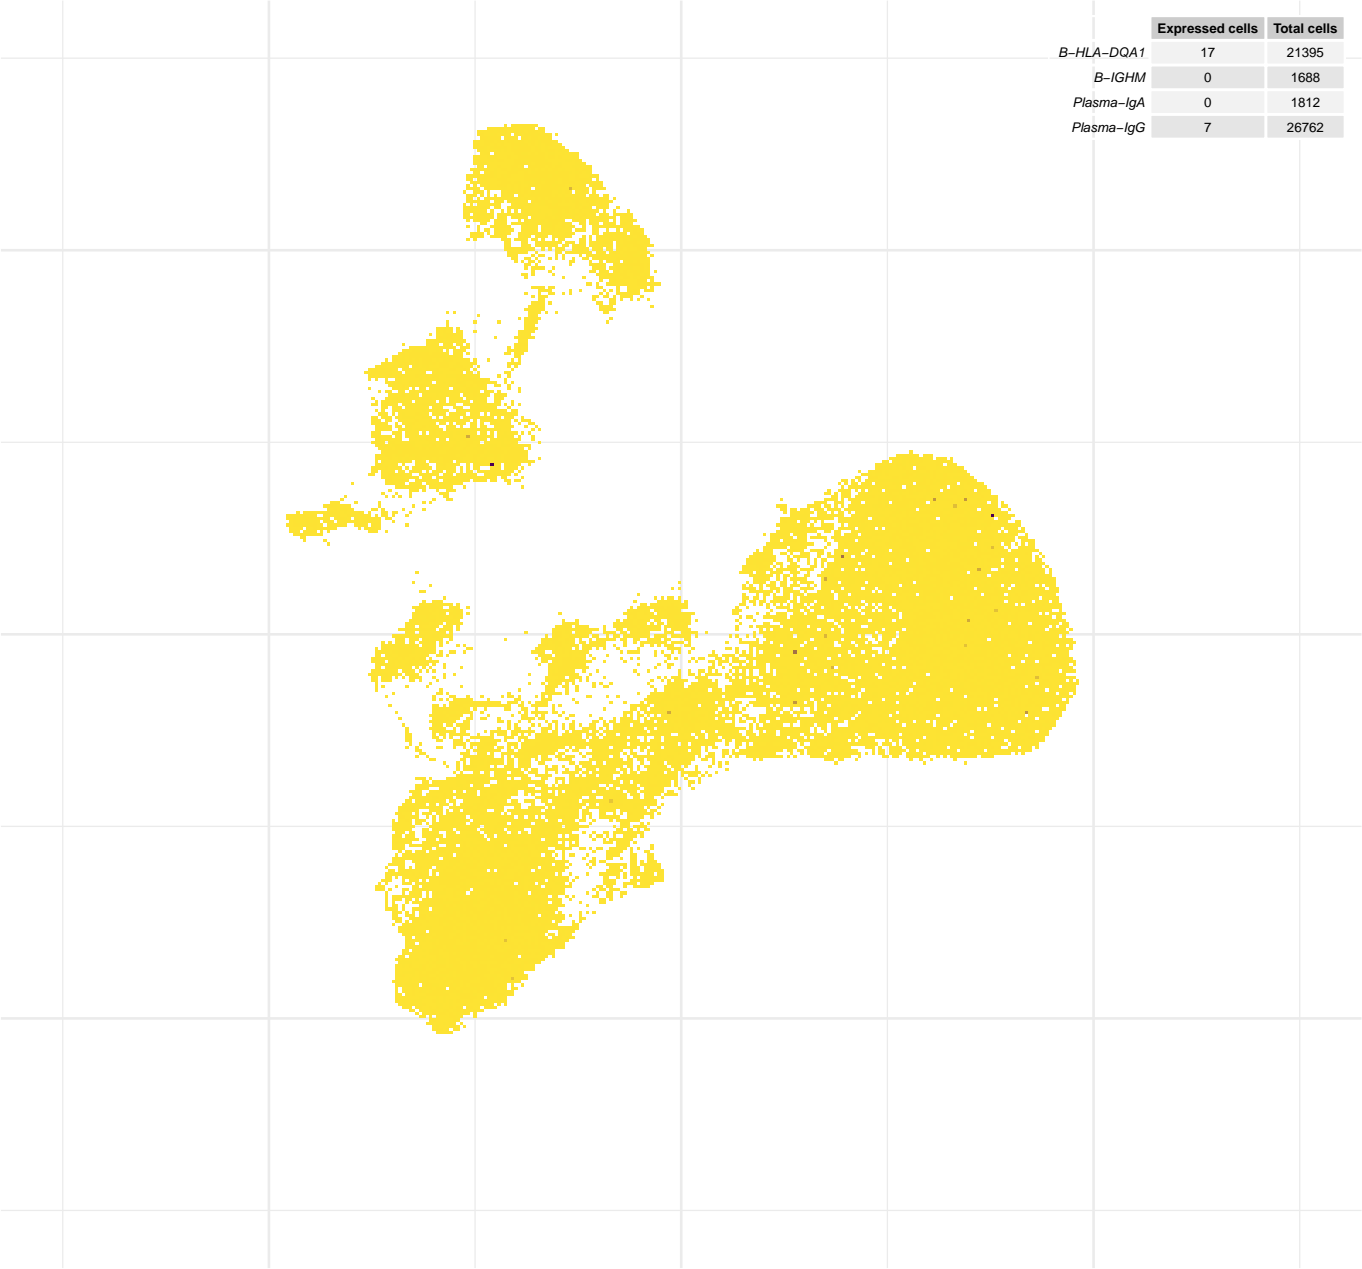 Expressed cells Total cells
B−HLA−DQA1 17 21395
B−IGHM 0 1688
Plasma−IgA 0 1812
Plasma−IgG 7 26762